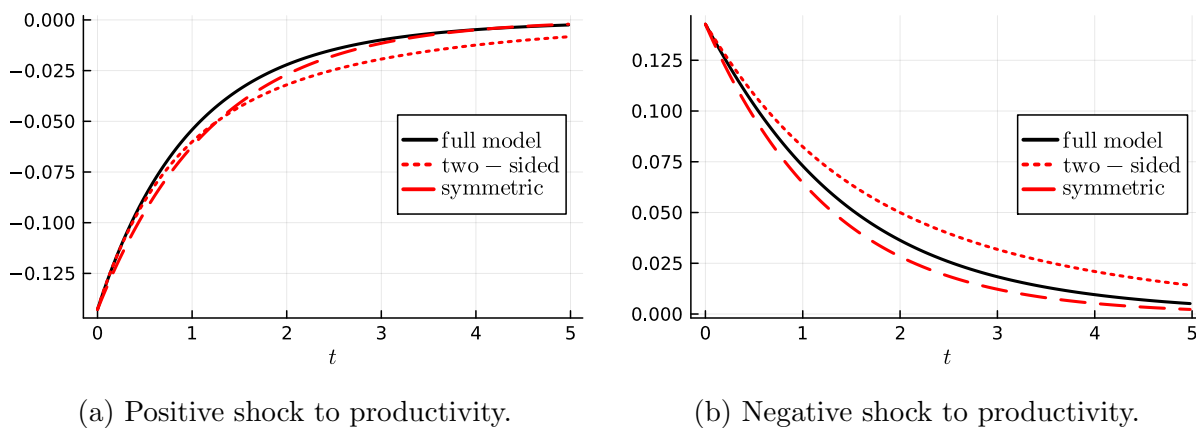 0.000
−0.025
−0.050
−0.075
−0.100
−0.125
0 1 2 3 4 5
t
full model
two − sided
symmetric
(a) Positive shock to productivity.
0.125
0.100
0.075
0.050
0.025
0.000
0 1 2 3 4 5
t
full model
two − sided
symmetric
(b) Negative shock to productivity.